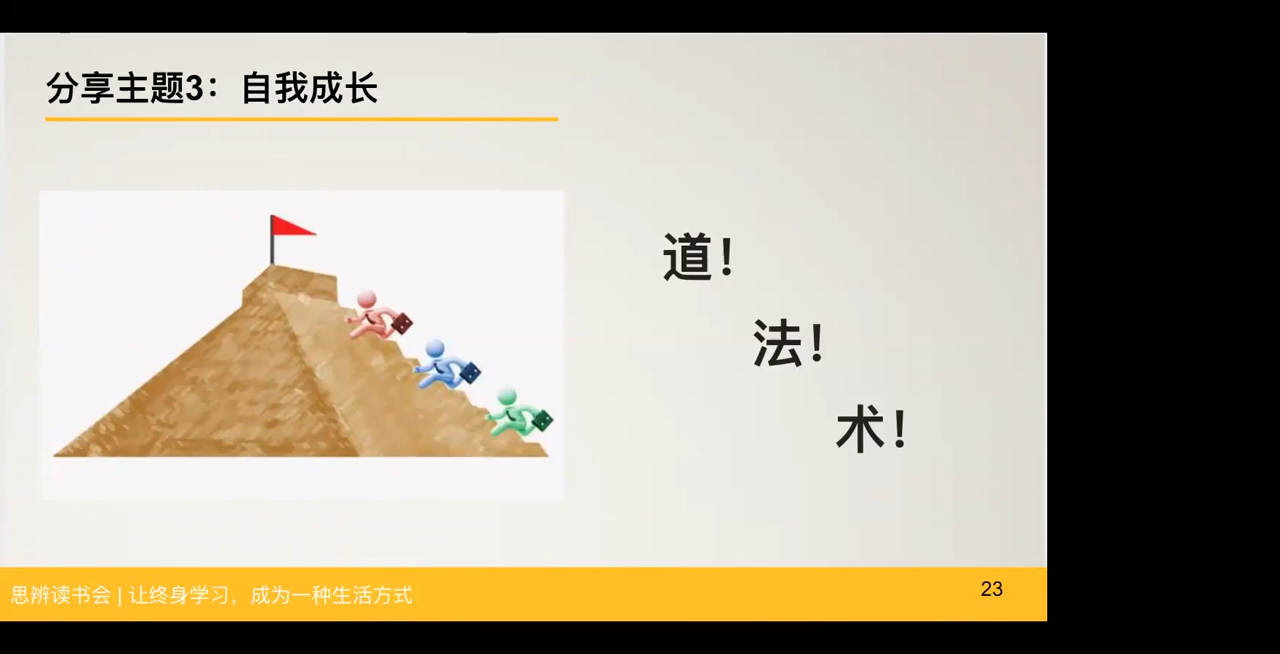 分享主题3：自我成长
道！
法！
术！
思辨读书会 | 让终身学习，成为一种生活方式
23